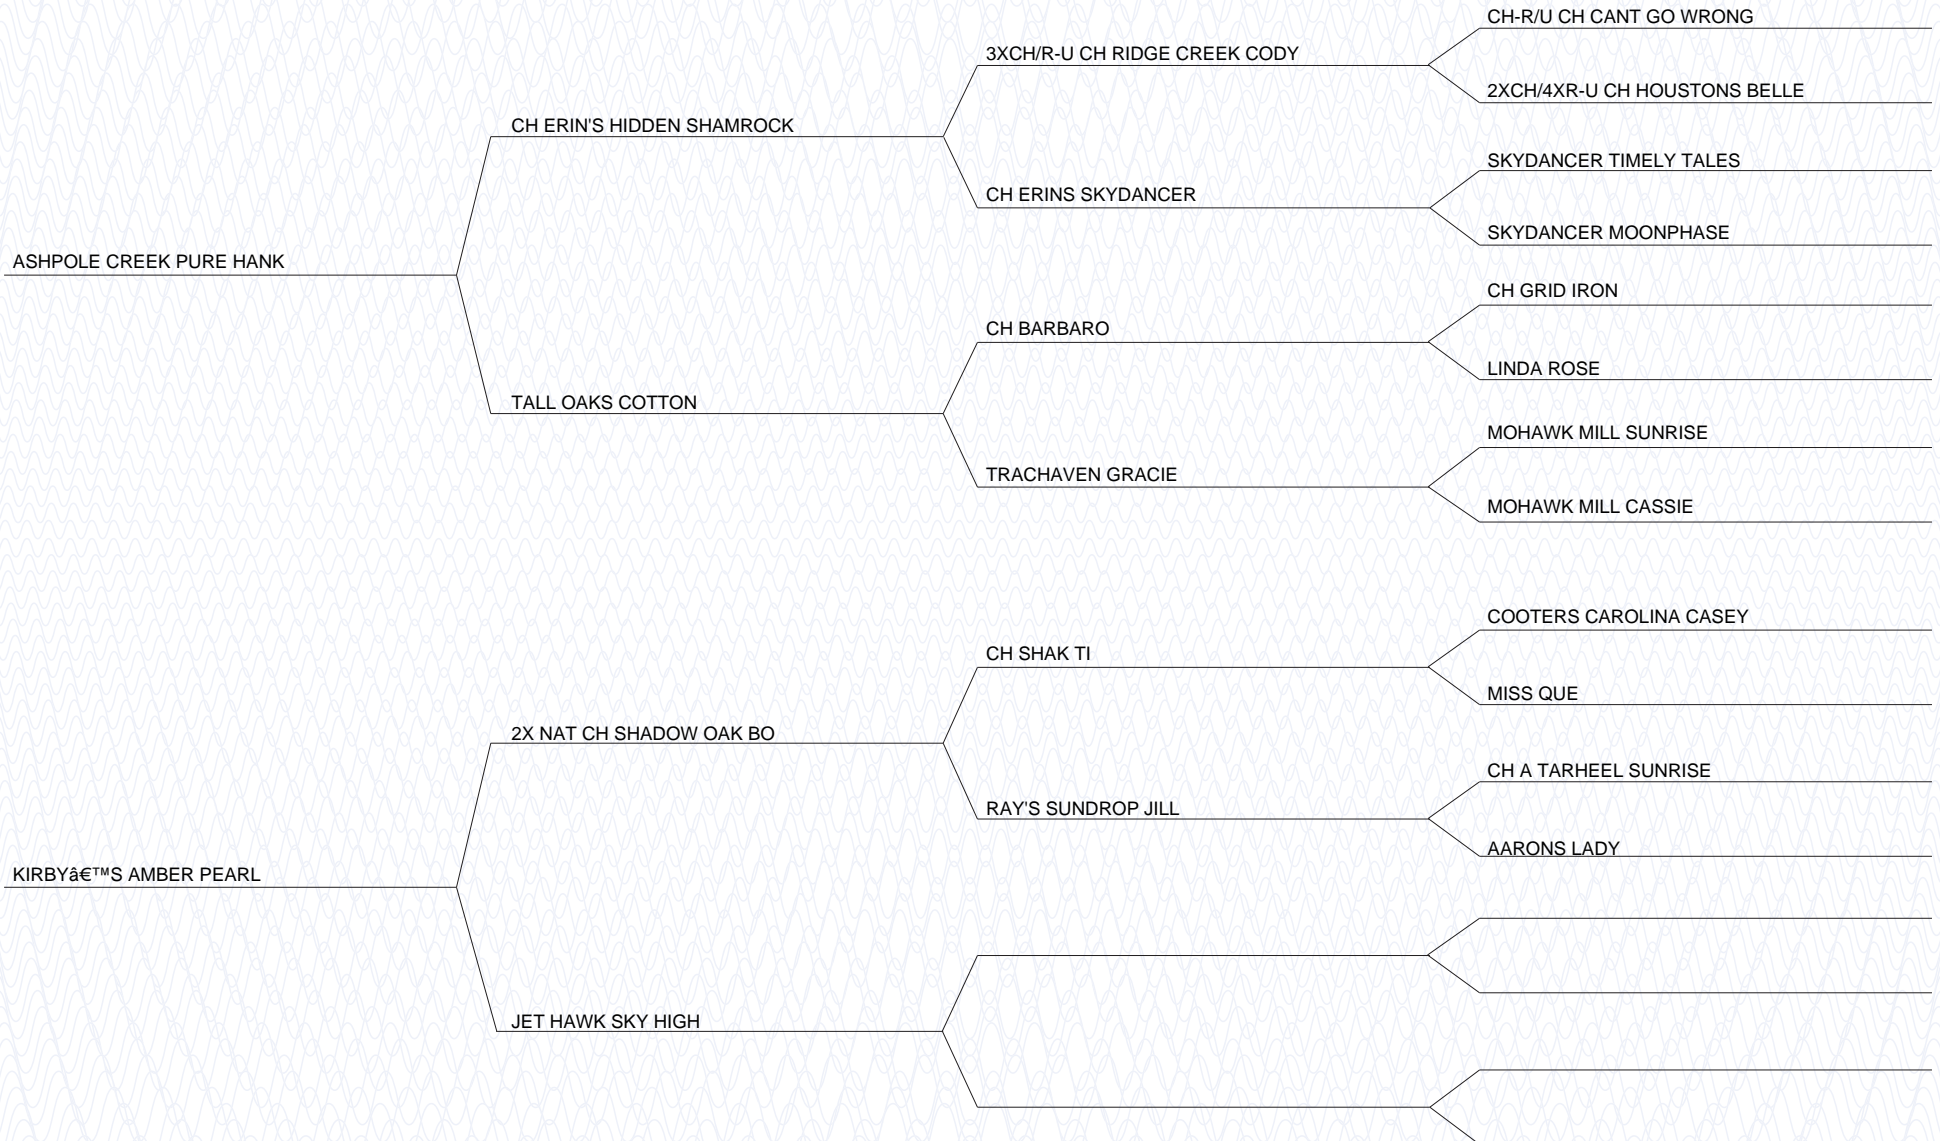 CH-R/U CH CANT GO WRONG
3XCH/R-U CH RIDGE CREEK CODY
2XCH/4XR-U CH HOUSTONS BELLE
CH ERIN'S HIDDEN SHAMROCK
SKYDANCER TIMELY TALES
CH ERINS SKYDANCER
SKYDANCER MOONPHASE
ASHPOLE CREEK PURE HANK
CH GRID IRON
CH BARBARO
LINDA ROSE
TALL OAKS COTTON
MOHAWK MILL SUNRISE
TRACHAVEN GRACIE
MOHAWK MILL CASSIE
COOTERS CAROLINA CASEY
CH SHAK TI
MISS QUE
2X NAT CH SHADOW OAK BO
CH A TARHEEL SUNRISE
RAY'S SUNDROP JILL
AARONS LADY
KIRBYâ€™S AMBER PEARL
JET HAWK SKY HIGH